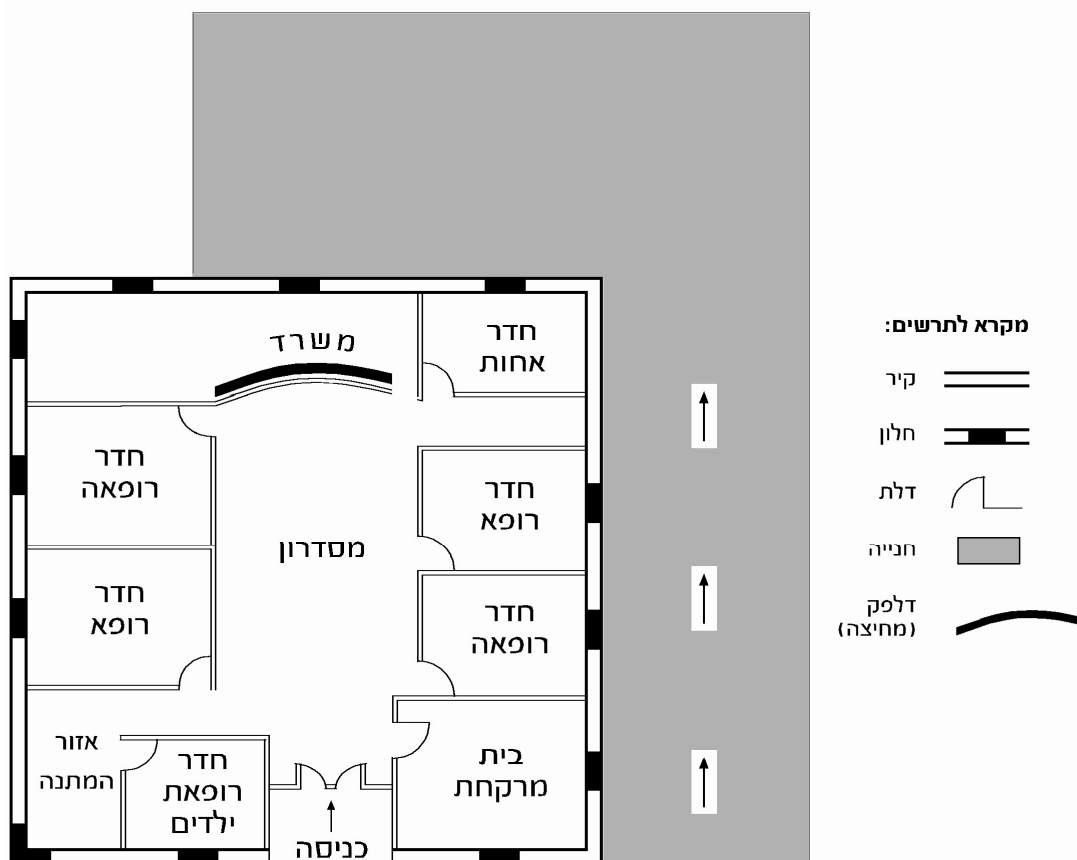 משרד
חדר
אחות
חדר
רופאה
חדר
רופא
מסדרון
חדר
רופא
חדר
רופאה
אזור
המתנה
חדר
רופאת
ילדים
בית
מרקחת
כניסה
מקרא לתרשים:
קיר
חלון
דלת
חנייה
דלפק
(מחיצה)